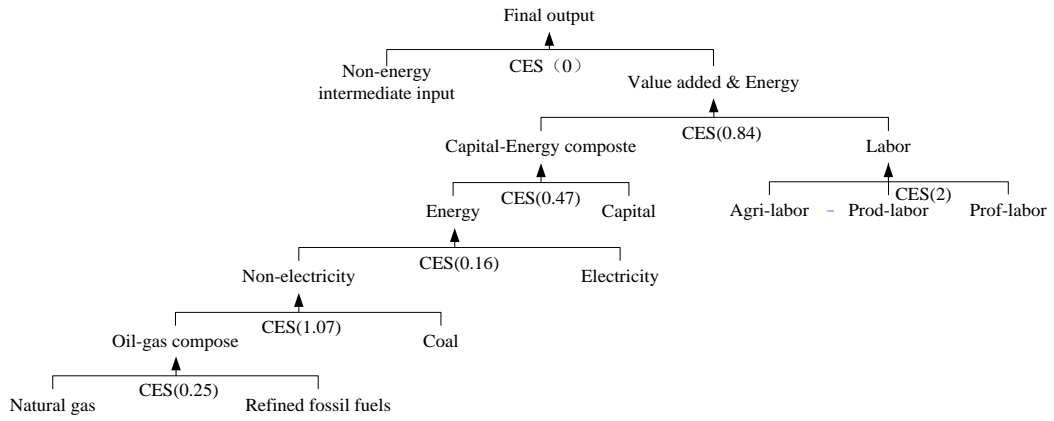 Final output
CES（0）
Non-energy
intermediate input
Value added & Energy
CES(0.84)
Capital-Energy composte
Labor
CES(0.47)
CES(2)
Energy
Capital
Agri-labor
Prod-labor
Prof-labor
CES(0.16)
Non-electricity
Electricity
CES(1.07)
Oil-gas compose
Coal
CES(0.25)
Natural gas
Refined fossil fuels